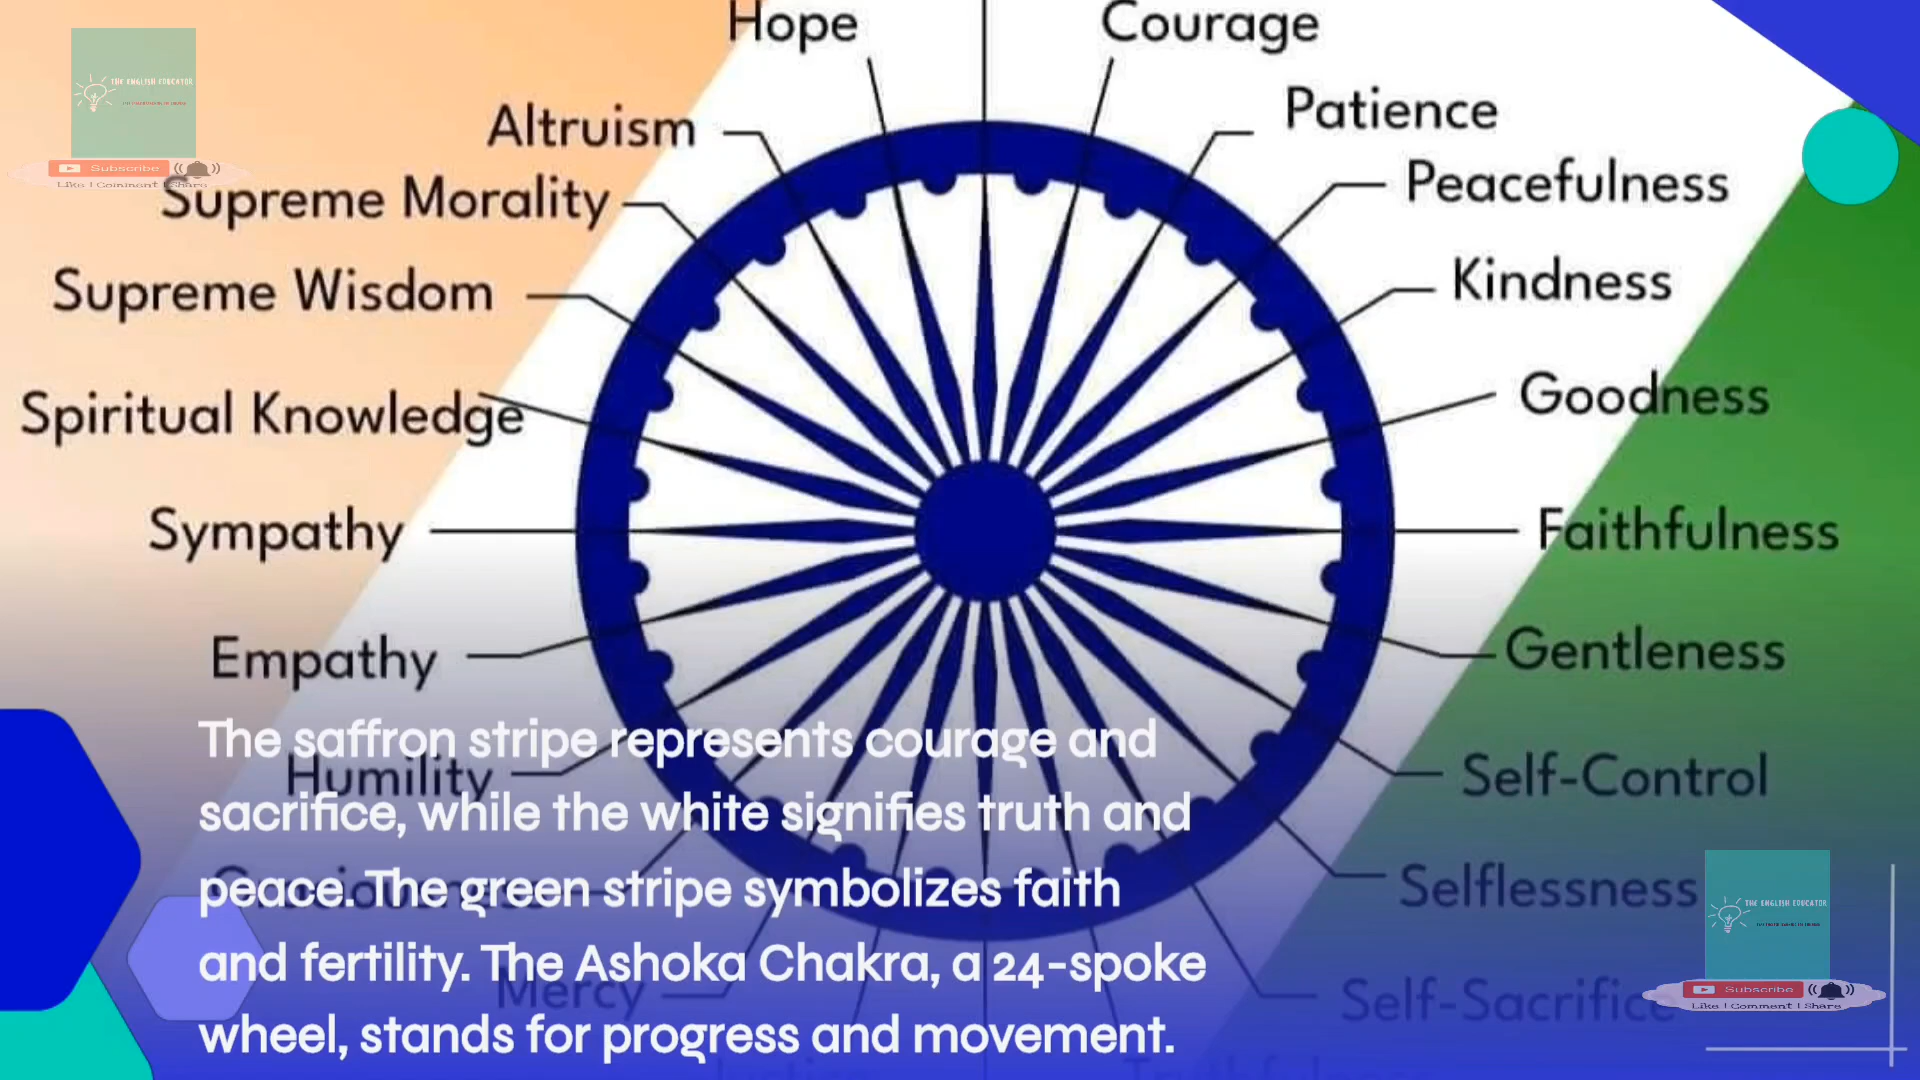 Hope
Courage
Altruism
Patience
Supreme Morality
Peacefulness
Supreme Wisdom
Kindness
Spiritual Knowledge
Goodness
Sympathy
Faithfulness
Empathy
Gentleness
Humility
Self-Control
Selflessness
Mercy
Self-Sacrifice
Truthfulness
Justice
The saffron stripe represents courage and
sacrifice, while the white signifies truth and
peace. The green stripe symbolizes faith
and fertility. The Ashoka Chakra, a 24-spoke
wheel, stands for progress and movement.
THE ENGLISH EDUCATOR
Subscribe
Like | Comment | Share
THE ENGLISH EDUCATOR
Subscribe
Like | Comment | Share